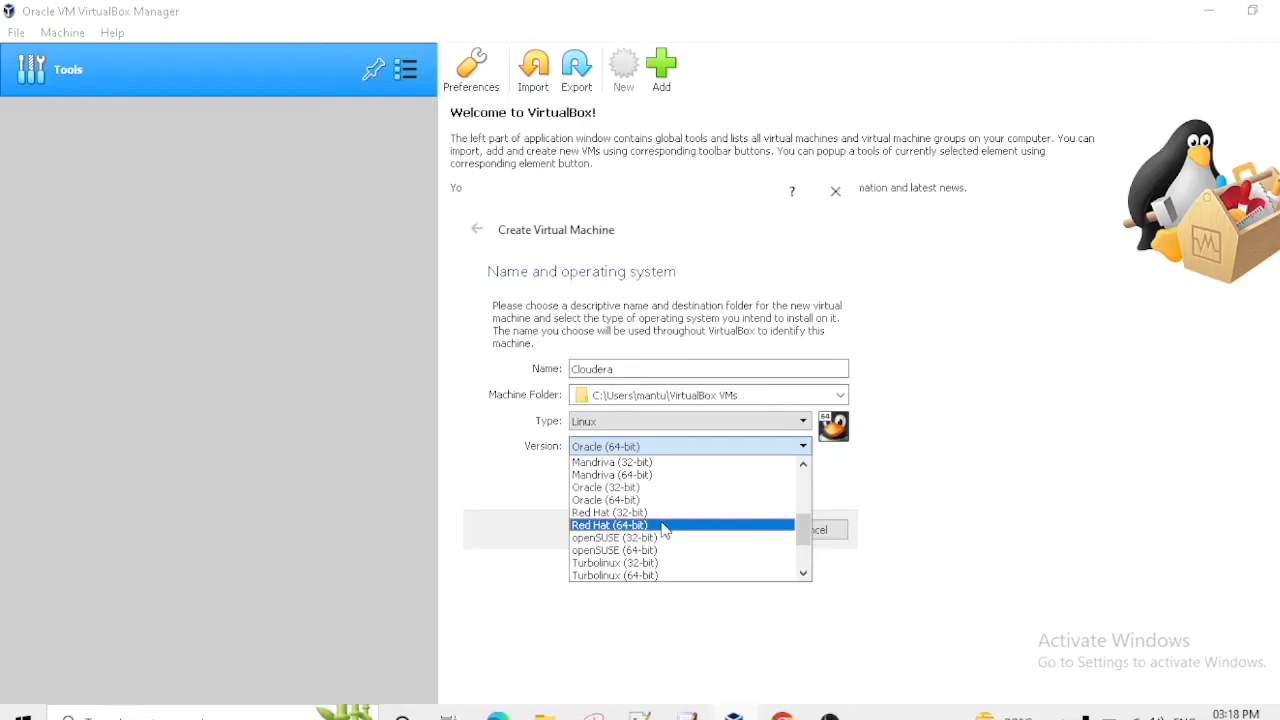 Oracle VM VirtualBox Manager
File Machine Help
Tools
Preferences Import Export New Add
Welcome to VirtualBox!
The left part of application window contains global tools and lists all virtual machines and virtual machine groups on your computer. You can
import, add and create new VMs using corresponding toolbar buttons. You can popup a tools of currently selected element using
corresponding element button.
Yo mation and latest news.
?
Create Virtual Machine
Name and operating system
Please choose a descriptive name and destination folder for the new virtual
machine and select the type of operating system you intend to install on it.
The name you choose will be used throughout VirtualBox to identify this
machine.
Name: Cloudera
Machine Folder: C:\Users\mantu\VirtualBox VMs
Type: Linux
64
Version: Oracle (64-bit)
Mandriva (32-bit)
Mandriva (64-bit)
Oracle (32-bit)
Oracle (64-bit)
Red Hat (32-bit)
Red Hat (64-bit)
ncel
openSUSE (32-bit)
openSUSE (64-bit)
Turbolinux (32-bit)
Turbolinux (64-bit)
Activate Windows
Go to Settings to activate Windows.
03:18 PM